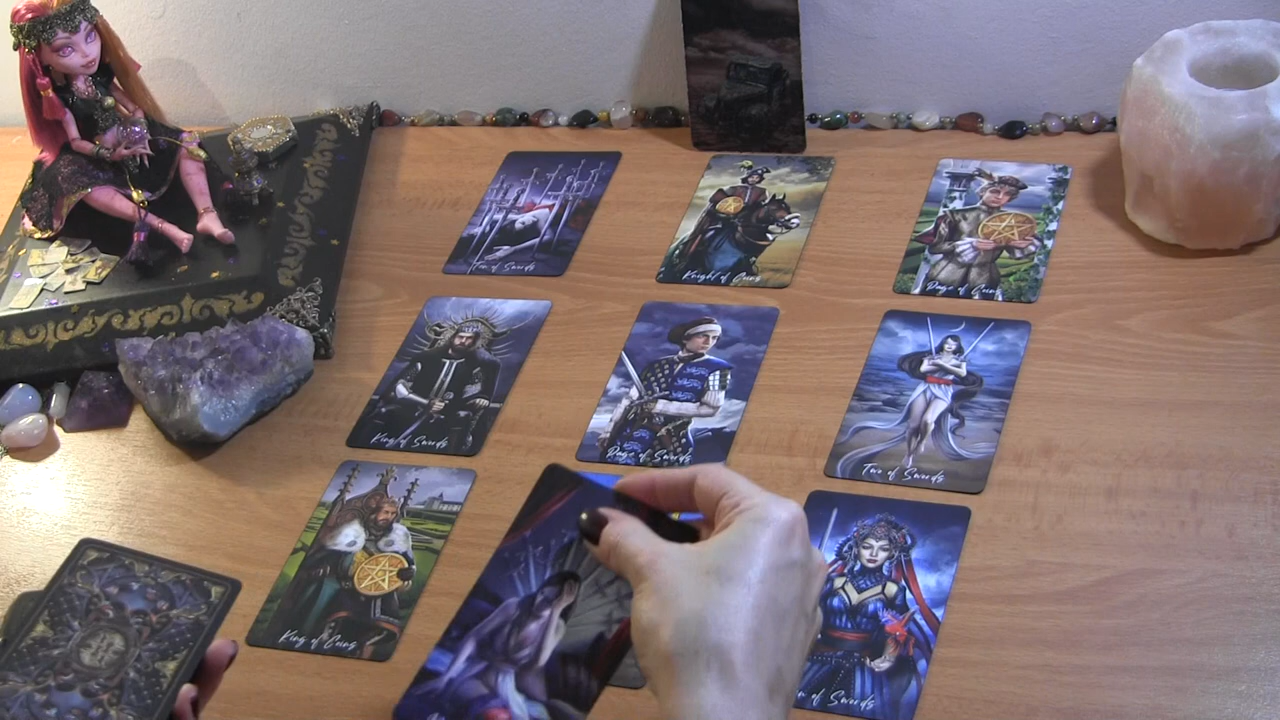 Ten of Swords
Knight of Coins
Page of Coins
King of Swords
Page of Swords
Two of Swords
King of Coins
n of Swords